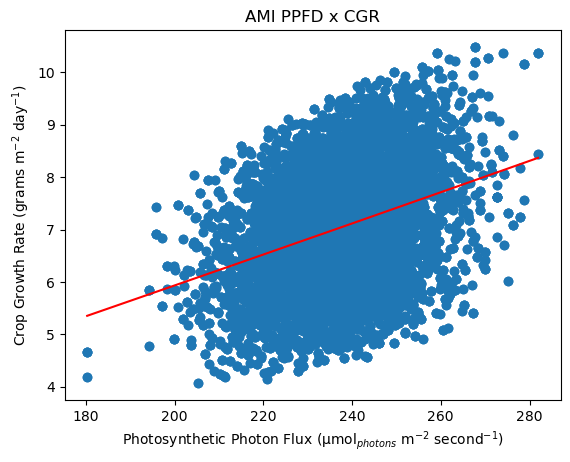 AMI PPFD x CGR
10
9
8
7
6
5
4
Crop Growth Rate (grams m⁻² day⁻¹)
180 200 220 240 260 280
Photosynthetic Photon Flux (μmol_photons m⁻² second⁻¹)